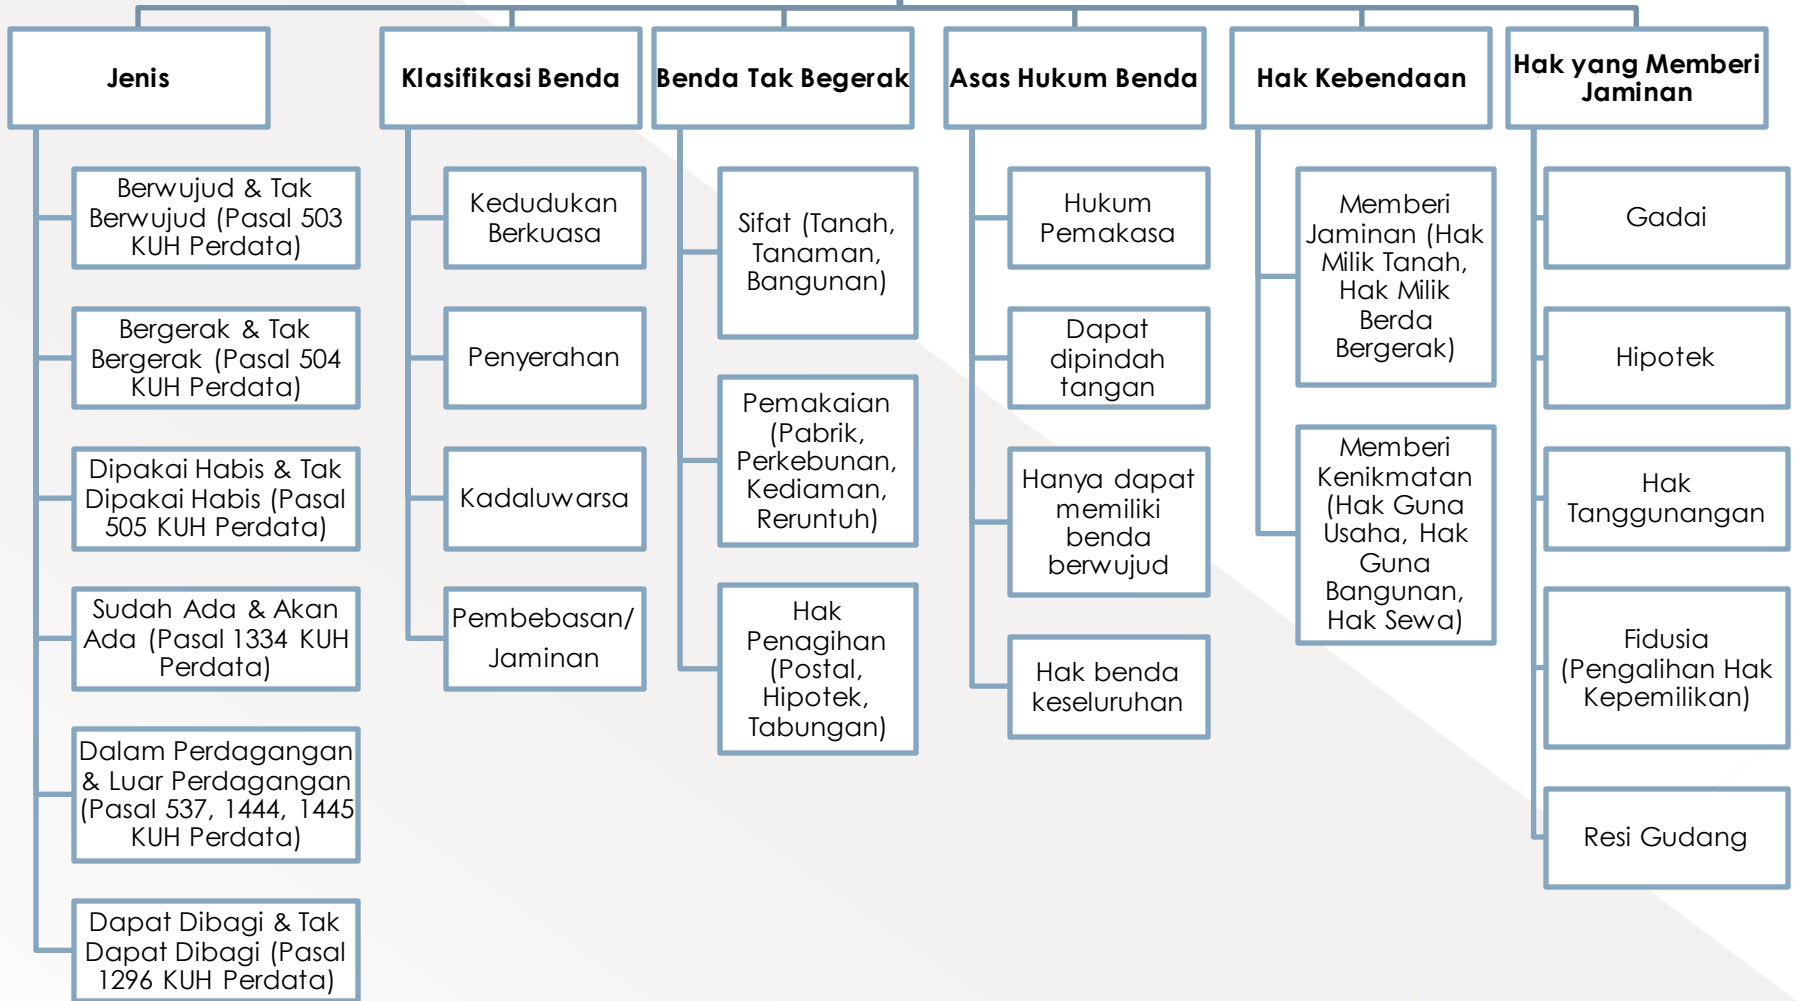 Jenis
Berwujud & Tak
Berwujud (Pasal 503
KUH Perdata)
Bergerak & Tak
Bergerak (Pasal 504
KUH Perdata)
Dipakai Habis & Tak
Dipakai Habis (Pasal
505 KUH Perdata)
Sudah Ada & Akan
Ada (Pasal 1334 KUH
Perdata)
Dalam Perdagangan
& Luar Perdagangan
(Pasal 537, 1444, 1445
KUH Perdata)
Dapat Dibagi & Tak
Dapat Dibagi (Pasal
1296 KUH Perdata)
Klasifikasi Benda
Kedudukan
Berkuasa
Penyerahan
Kadaluwarsa
Pembebasan/
Jaminan
Benda Tak Begerak
Sifat (Tanah,
Tanaman,
Bangunan)
Pemakaian
(Pabrik,
Perkebunan,
Kediaman,
Reruntuh)
Hak
Penagihan
(Postal,
Hipotek,
Tabungan)
Asas Hukum Benda
Hukum
Pemakasa
Dapat
dipindah
tangan
Hanya dapat
memiliki
benda
berwujud
Hak benda
keseluruhan
Hak Kebendaan
Memberi
Jaminan (Hak
Milik Tanah,
Hak Milik
Berda
Bergerak)
Memberi
Kenikmatan
(Hak Guna
Usaha, Hak
Guna
Bangunan,
Hak Sewa)
Hak yang Memberi
Jaminan
Gadai
Hipotek
Hak
Tanggunangan
Fidusia
(Pengalihan Hak
Kepemilikan)
Resi Gudang